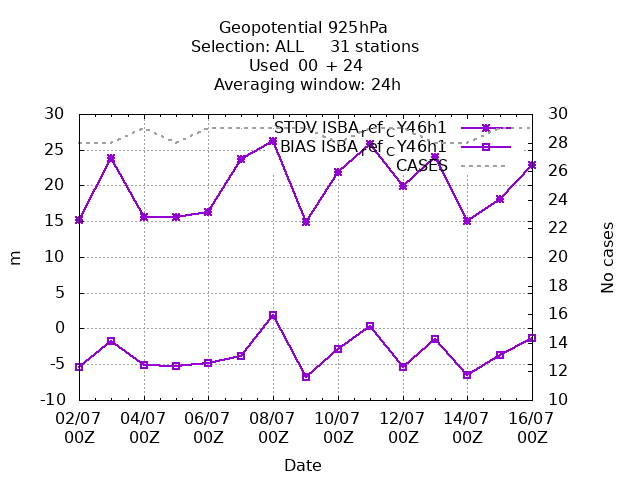 Geopotential 925hPa
Selection: ALL 31 stations
Used 00 + 24
Averaging window: 24h
STDV ISBA_ref_CY46h1
BIAS ISBA_ref_CY46h1
CASES
30
25
20
15
10
5
0
-5
-10
m
30
28
26
24
22
20
18
16
14
12
10
No cases
02/07 04/07 06/07 08/07 10/07 12/07 14/07 16/07
00Z 00Z 00Z 00Z 00Z 00Z 00Z 00Z
Date